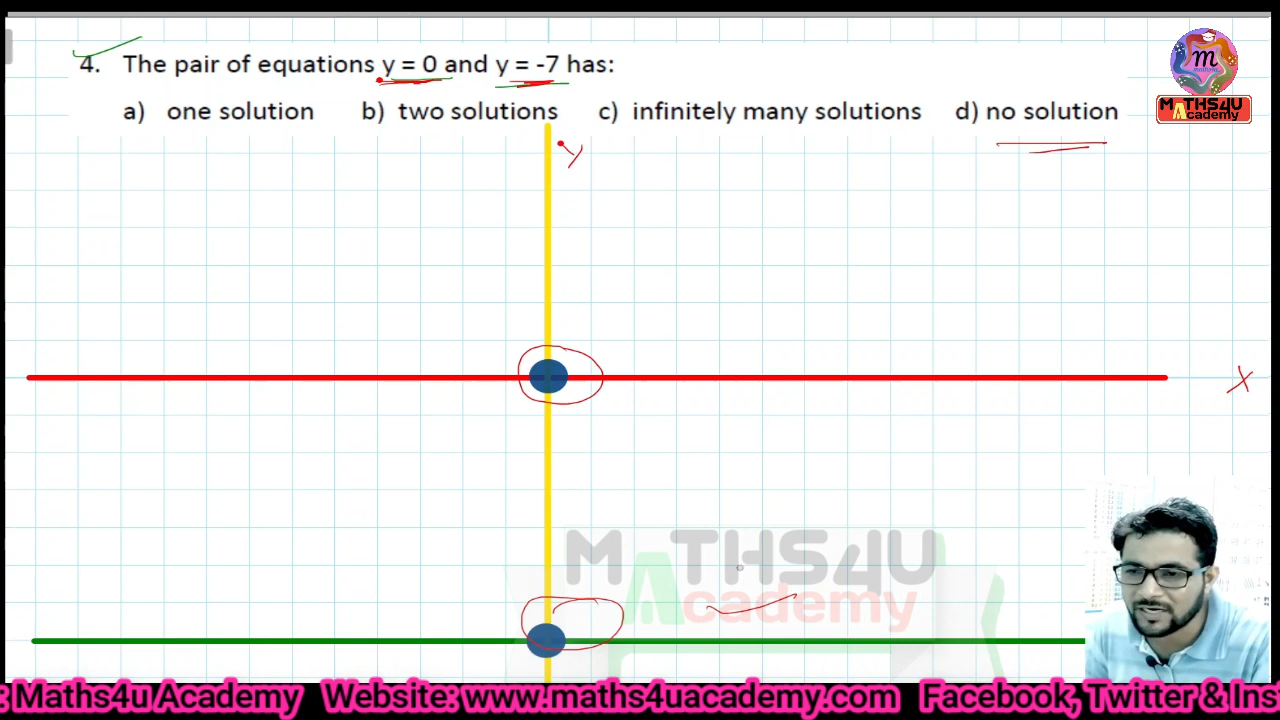 4. The pair of equations y = 0 and y = -7 has:
a) one solution b) two solutions c) infinitely many solutions d) no solution
m
MATHS4U
Academy
y
x
MATHS4U
Academy
: Maths4u Academy Website: www.maths4uacademy.com Facebook, Twitter & Ins